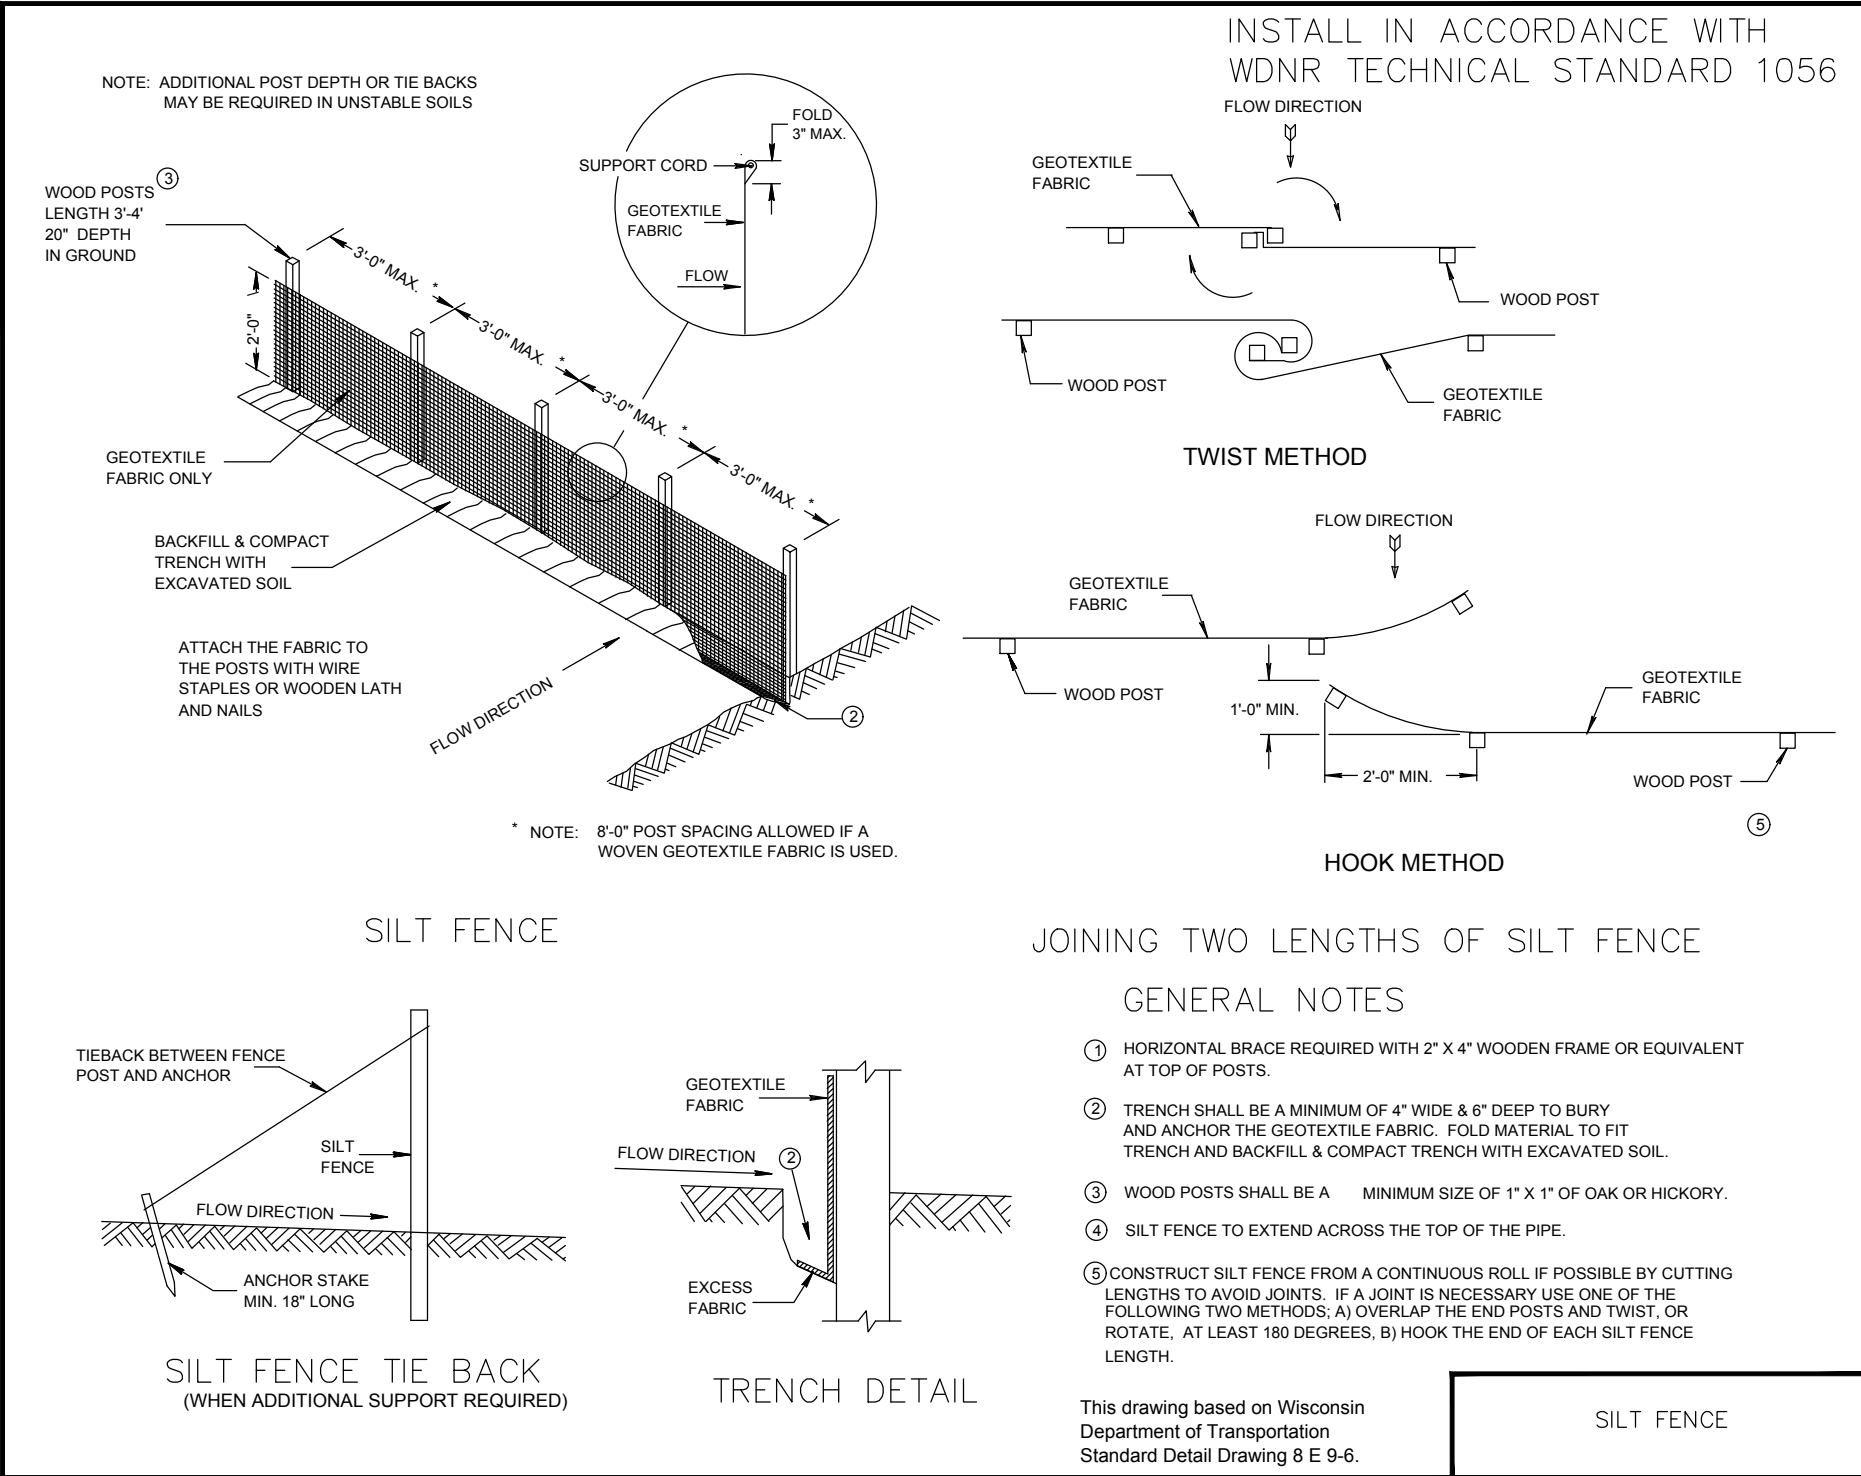 INSTALL IN ACCORDANCE WITH
WDNR TECHNICAL STANDARD 1056
NOTE: ADDITIONAL POST DEPTH OR TIE BACKS
MAY BE REQUIRED IN UNSTABLE SOILS
WOOD POSTS 3
LENGTH 3'-4'
20" DEPTH
IN GROUND
3'-0" MAX. *
3'-0" MAX. *
3'-0" MAX. *
3'-0" MAX. *
2'-0"
FOLD
3" MAX.
SUPPORT CORD
GEOTEXTILE
FABRIC
FLOW
GEOTEXTILE
FABRIC ONLY
BACKFILL & COMPACT
TRENCH WITH
EXCAVATED SOIL
ATTACH THE FABRIC TO
THE POSTS WITH WIRE
STAPLES OR WOODEN LATH
AND NAILS
FLOW DIRECTION
2
* NOTE: 8'-0" POST SPACING ALLOWED IF A
WOVEN GEOTEXTILE FABRIC IS USED.
SILT FENCE
FLOW DIRECTION
GEOTEXTILE
FABRIC
WOOD POST
WOOD POST
GEOTEXTILE
FABRIC
TWIST METHOD
FLOW DIRECTION
GEOTEXTILE
FABRIC
WOOD POST
1'-0" MIN.
2'-0" MIN.
GEOTEXTILE
FABRIC
WOOD POST
5
HOOK METHOD
JOINING TWO LENGTHS OF SILT FENCE
TIEBACK BETWEEN FENCE
POST AND ANCHOR
SILT
FENCE
FLOW DIRECTION
ANCHOR STAKE
MIN. 18" LONG
SILT FENCE TIE BACK
(WHEN ADDITIONAL SUPPORT REQUIRED)
GEOTEXTILE
FABRIC
FLOW DIRECTION
2
EXCESS
FABRIC
TRENCH DETAIL
GENERAL NOTES
1 HORIZONTAL BRACE REQUIRED WITH 2" X 4" WOODEN FRAME OR EQUIVALENT
AT TOP OF POSTS.
2 TRENCH SHALL BE A MINIMUM OF 4" WIDE & 6" DEEP TO BURY
AND ANCHOR THE GEOTEXTILE FABRIC. FOLD MATERIAL TO FIT
TRENCH AND BACKFILL & COMPACT TRENCH WITH EXCAVATED SOIL.
3 WOOD POSTS SHALL BE A MINIMUM SIZE OF 1" X 1" OF OAK OR HICKORY.
4 SILT FENCE TO EXTEND ACROSS THE TOP OF THE PIPE.
5 CONSTRUCT SILT FENCE FROM A CONTINUOUS ROLL IF POSSIBLE BY CUTTING
LENGTHS TO AVOID JOINTS. IF A JOINT IS NECESSARY USE ONE OF THE
FOLLOWING TWO METHODS; A) OVERLAP THE END POSTS AND TWIST, OR
ROTATE, AT LEAST 180 DEGREES, B) HOOK THE END OF EACH SILT FENCE
LENGTH.
This drawing based on Wisconsin
Department of Transportation
Standard Detail Drawing 8 E 9-6.
SILT FENCE